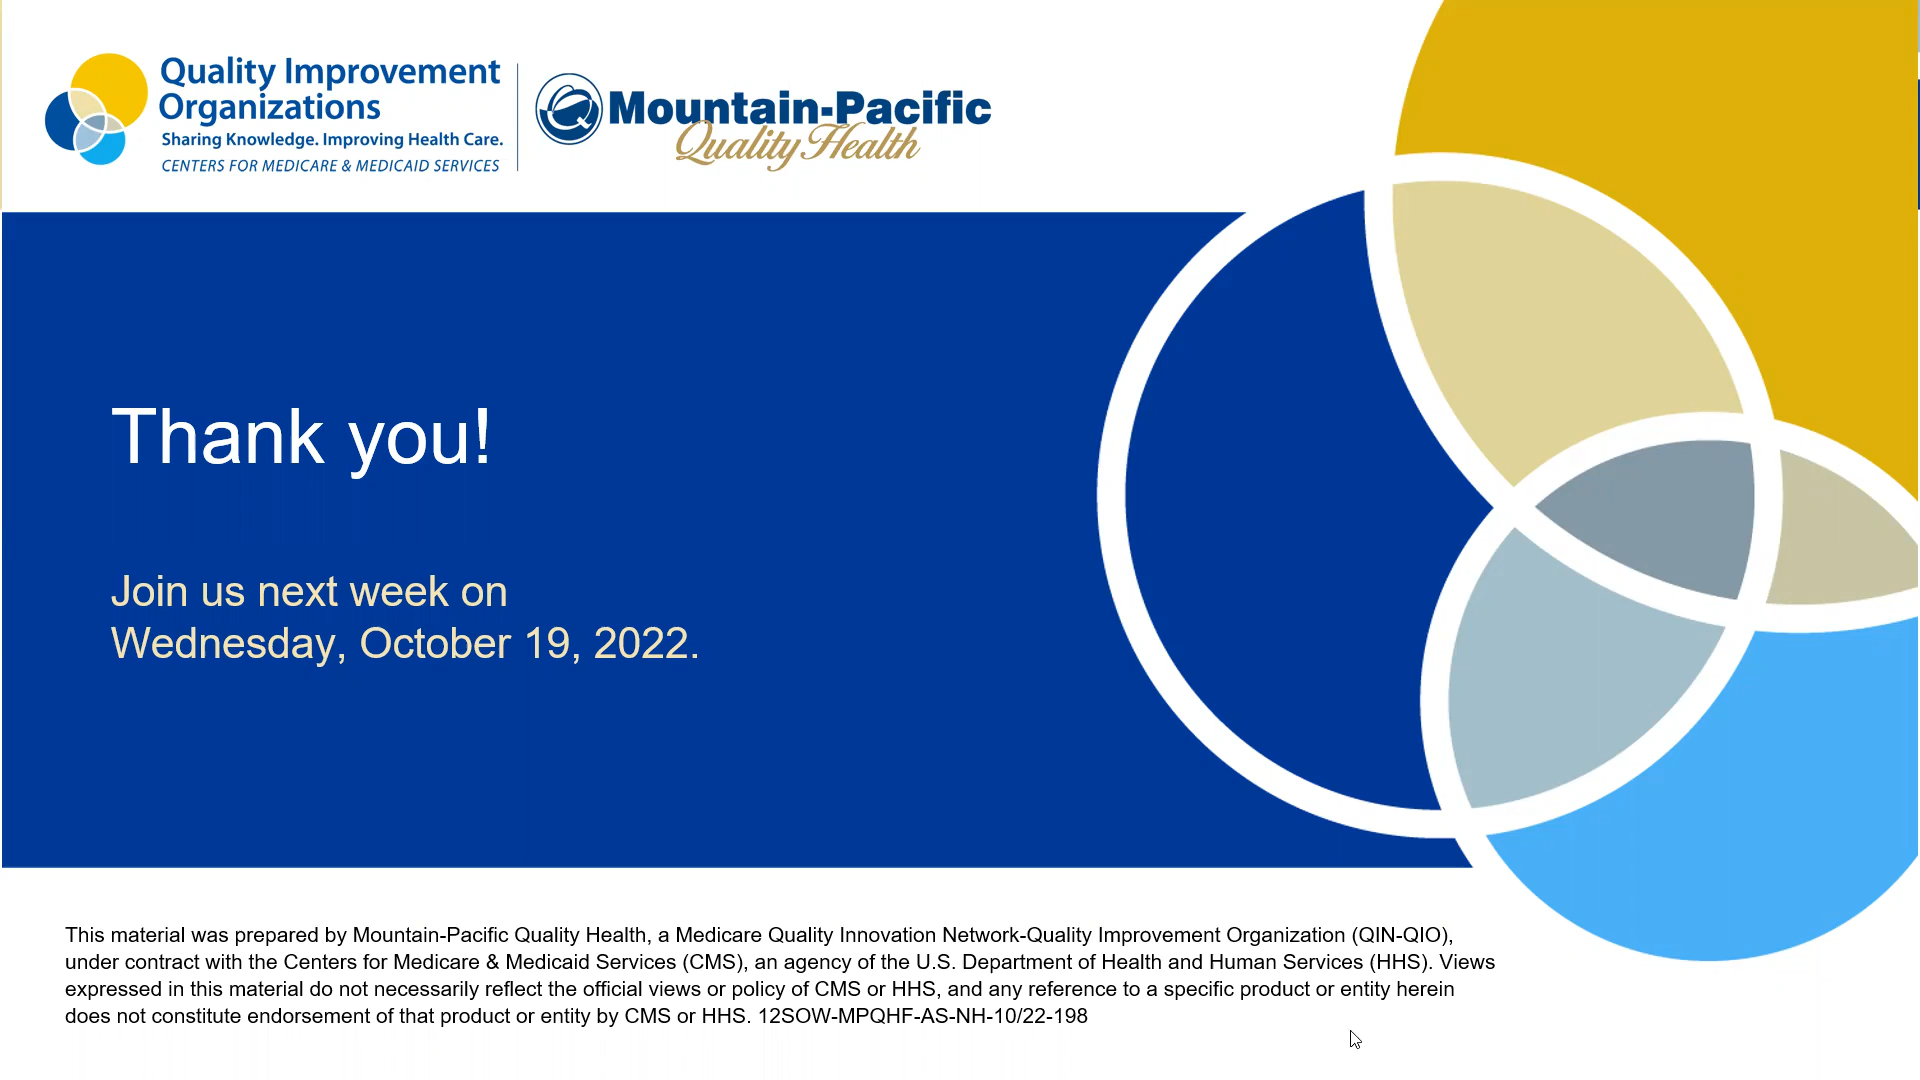 Quality Improvement
Organizations
Sharing Knowledge. Improving Health Care.
CENTERS FOR MEDICARE & MEDICAID SERVICES
Mountain-Pacific
Quality Health
Thank you!
Join us next week on
Wednesday, October 19, 2022.
This material was prepared by Mountain-Pacific Quality Health, a Medicare Quality Innovation Network-Quality Improvement Organization (QIN-QIO),
under contract with the Centers for Medicare & Medicaid Services (CMS), an agency of the U.S. Department of Health and Human Services (HHS). Views
expressed in this material do not necessarily reflect the official views or policy of CMS or HHS, and any reference to a specific product or entity herein
does not constitute endorsement of that product or entity by CMS or HHS. 12SOW-MPQHF-AS-NH-10/22-198